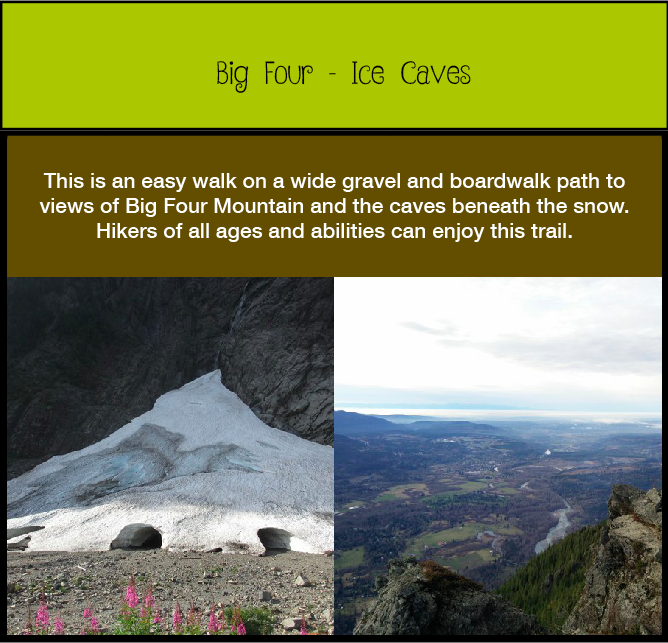 Big Four - Ice Caves
This is an easy walk on a wide gravel and boardwalk path to
views of Big Four Mountain and the caves beneath the snow.
Hikers of all ages and abilities can enjoy this trail.